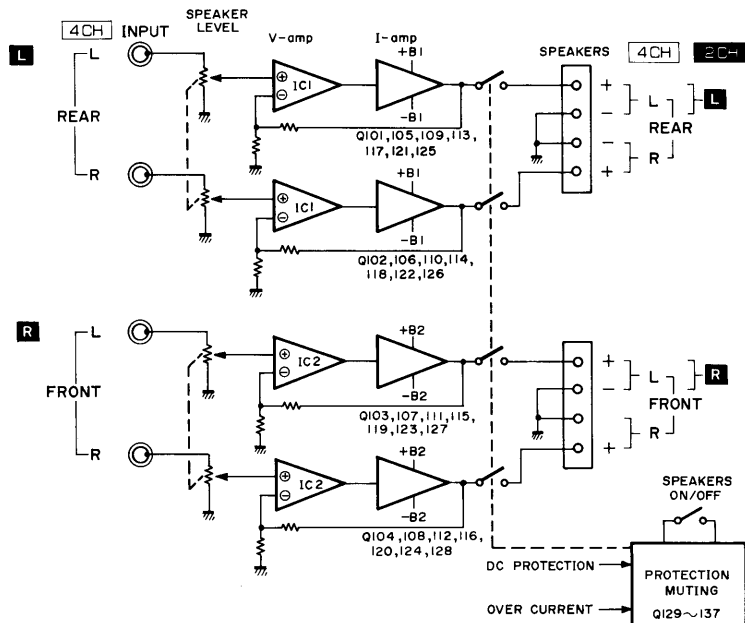 4CH INPUT
SPEAKER
LEVEL
V-amp
I-amp
SPEAKERS
4CH
2CH
L
L
REAR
R
IC1
+B1
-B1
Q101,105,109,113,
117,121,125
IC1
+B1
-B1
Q102,106,110,114,
118,122,126
+
-
-
+
L
REAR
R
L
R
L
FRONT
R
IC2
+B2
-B2
Q103,107,111,115,
119,123,127
IC2
+B2
-B2
Q104,108,112,116,
120,124,128
+
-
+
L
FRONT
R
R
SPEAKERS
ON/OFF
DC PROTECTION
OVER CURRENT
PROTECTION
MUTING
Q129~137